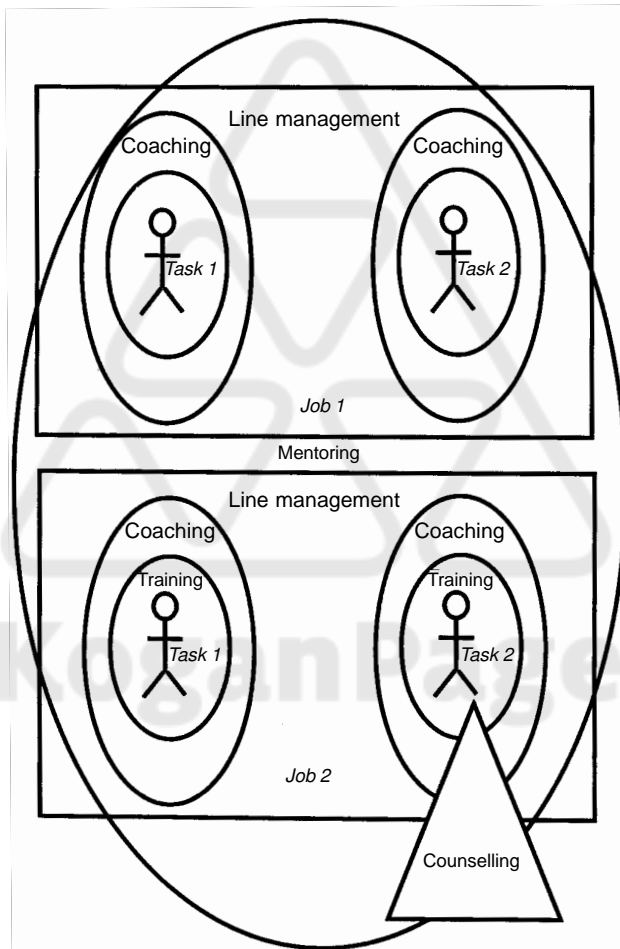 Line management
Coaching
Coaching
Task 1
Task 2
Job 1
Mentoring
Line management
Coaching
Coaching
Training
Training
Task 1
Task 2
KoganPage
Job 2
Counselling